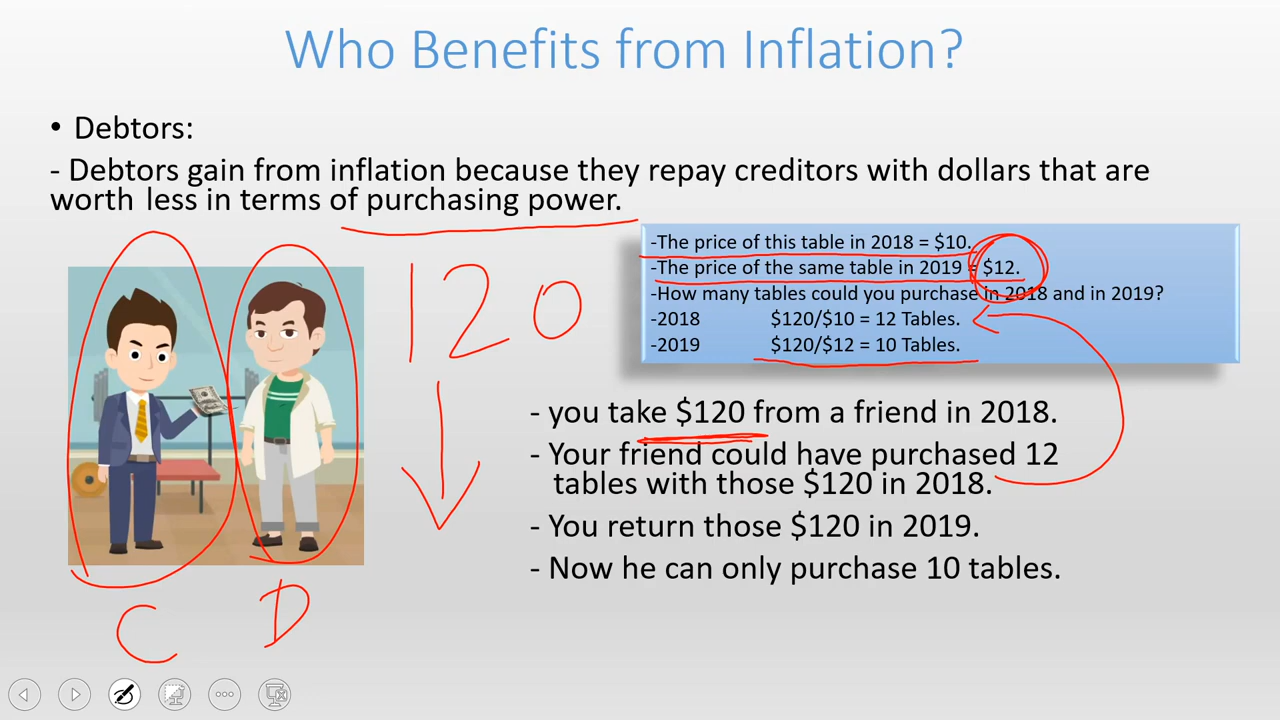 Who Benefits from Inflation?
• Debtors:
- Debtors gain from inflation because they repay creditors with dollars that are
worth less in terms of purchasing power.
-The price of this table in 2018 = $10.
-The price of the same table in 2019 = $12.
-How many tables could you purchase in 2018 and in 2019?
-2018 $120/$10 = 12 Tables.
-2019 $120/$12 = 10 Tables.
120
- you take $120 from a friend in 2018.
- Your friend could have purchased 12
tables with those $120 in 2018.
- You return those $120 in 2019.
- Now he can only purchase 10 tables.
C D